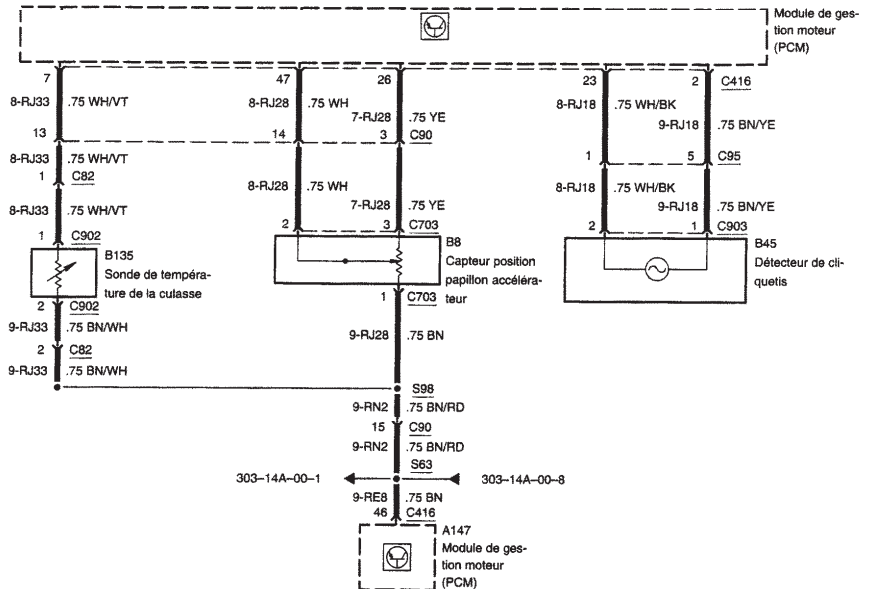 Module de ges-
tion moteur
(PCM)
7 47 26 23 2 C416
8-RJ33 .75 WH/VT 8-RJ28 .75 WH 7-RJ28 .75 YE 8-RJ18 .75 WH/BK 9-RJ18 .75 BN/YE
13 14 3 C90 1 5 C95
8-RJ33 .75 WH/VT
1 C82
8-RJ28 .75 WH 7-RJ28 .75 YE 8-RJ18 .75 WH/BK 9-RJ18 .75 BN/YE
8-RJ33 .75 WH/VT
2 3 C703 2 1 C903
1 C902
B135
Sonde de températ-
ure de la culasse
B8
Capteur position
papillon accéléra-
teur
B45
Détecteur de cli-
quetis
2 C902
1 C703
9-RJ33 .75 BN/WH
9-RJ28 .75 BN
2 C82
9-RJ33 .75 BN/WH
S98
9-RN2 .75 BN/RD
15 C90
9-RN2 .75 BN/RD
S63
303-14A-00-1 303-14A-00-8
9-RE8 .75 BN
46 C416
A147
Module de ges-
tion moteur
(PCM)